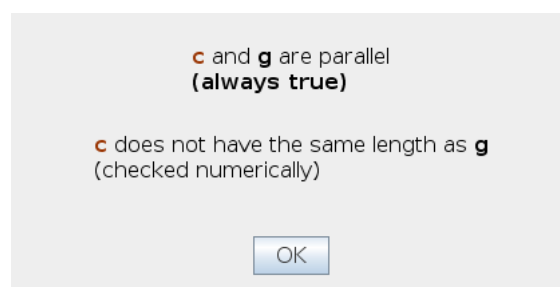 c and g are parallel
(always true)
c does not have the same length as g
(checked numerically)
OK